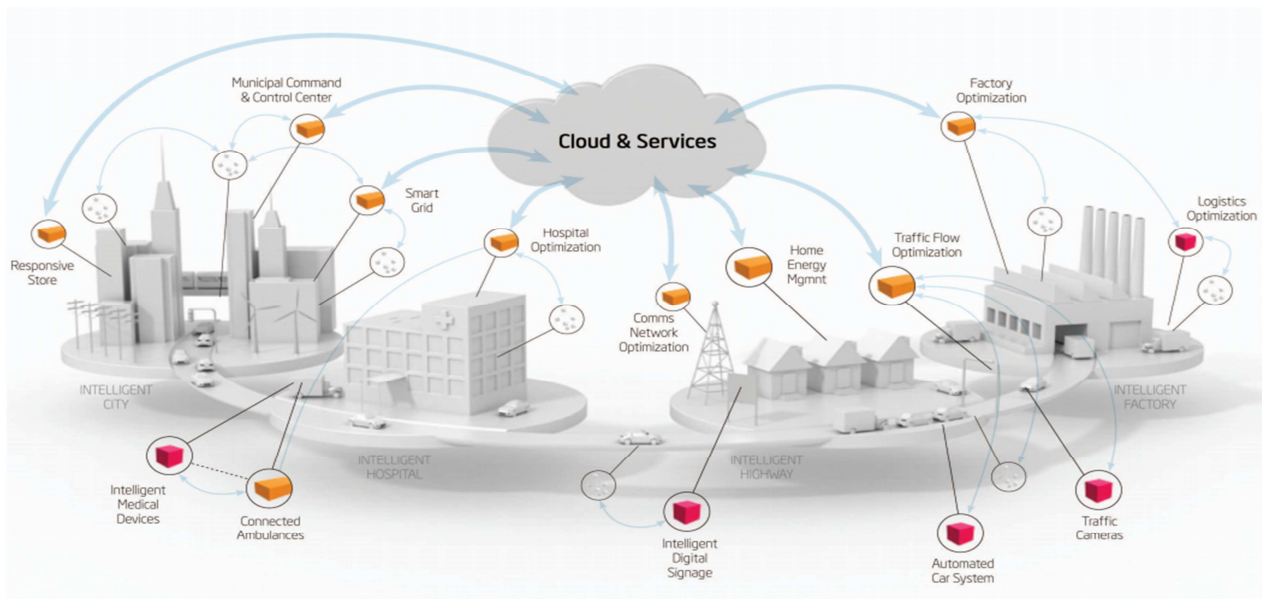 Municipal Command
& Control Center
Cloud & Services
Factory
Optimization
Smart
Grid
Logistics
Optimization
Hospital
Optimization
Home
Energy
Mgmnt
Traffic Flow
Optimization
Responsive
Store
Comms
Network
Optimization
INTELLIGENT
CITY
INTELLIGENT
FACTORY
INTELLIGENT
HOSPITAL
INTELLIGENT
HIGHWAY
Intelligent
Medical
Devices
Connected
Ambulances
Intelligent
Digital
Signage
Automated
Car System
Traffic
Cameras